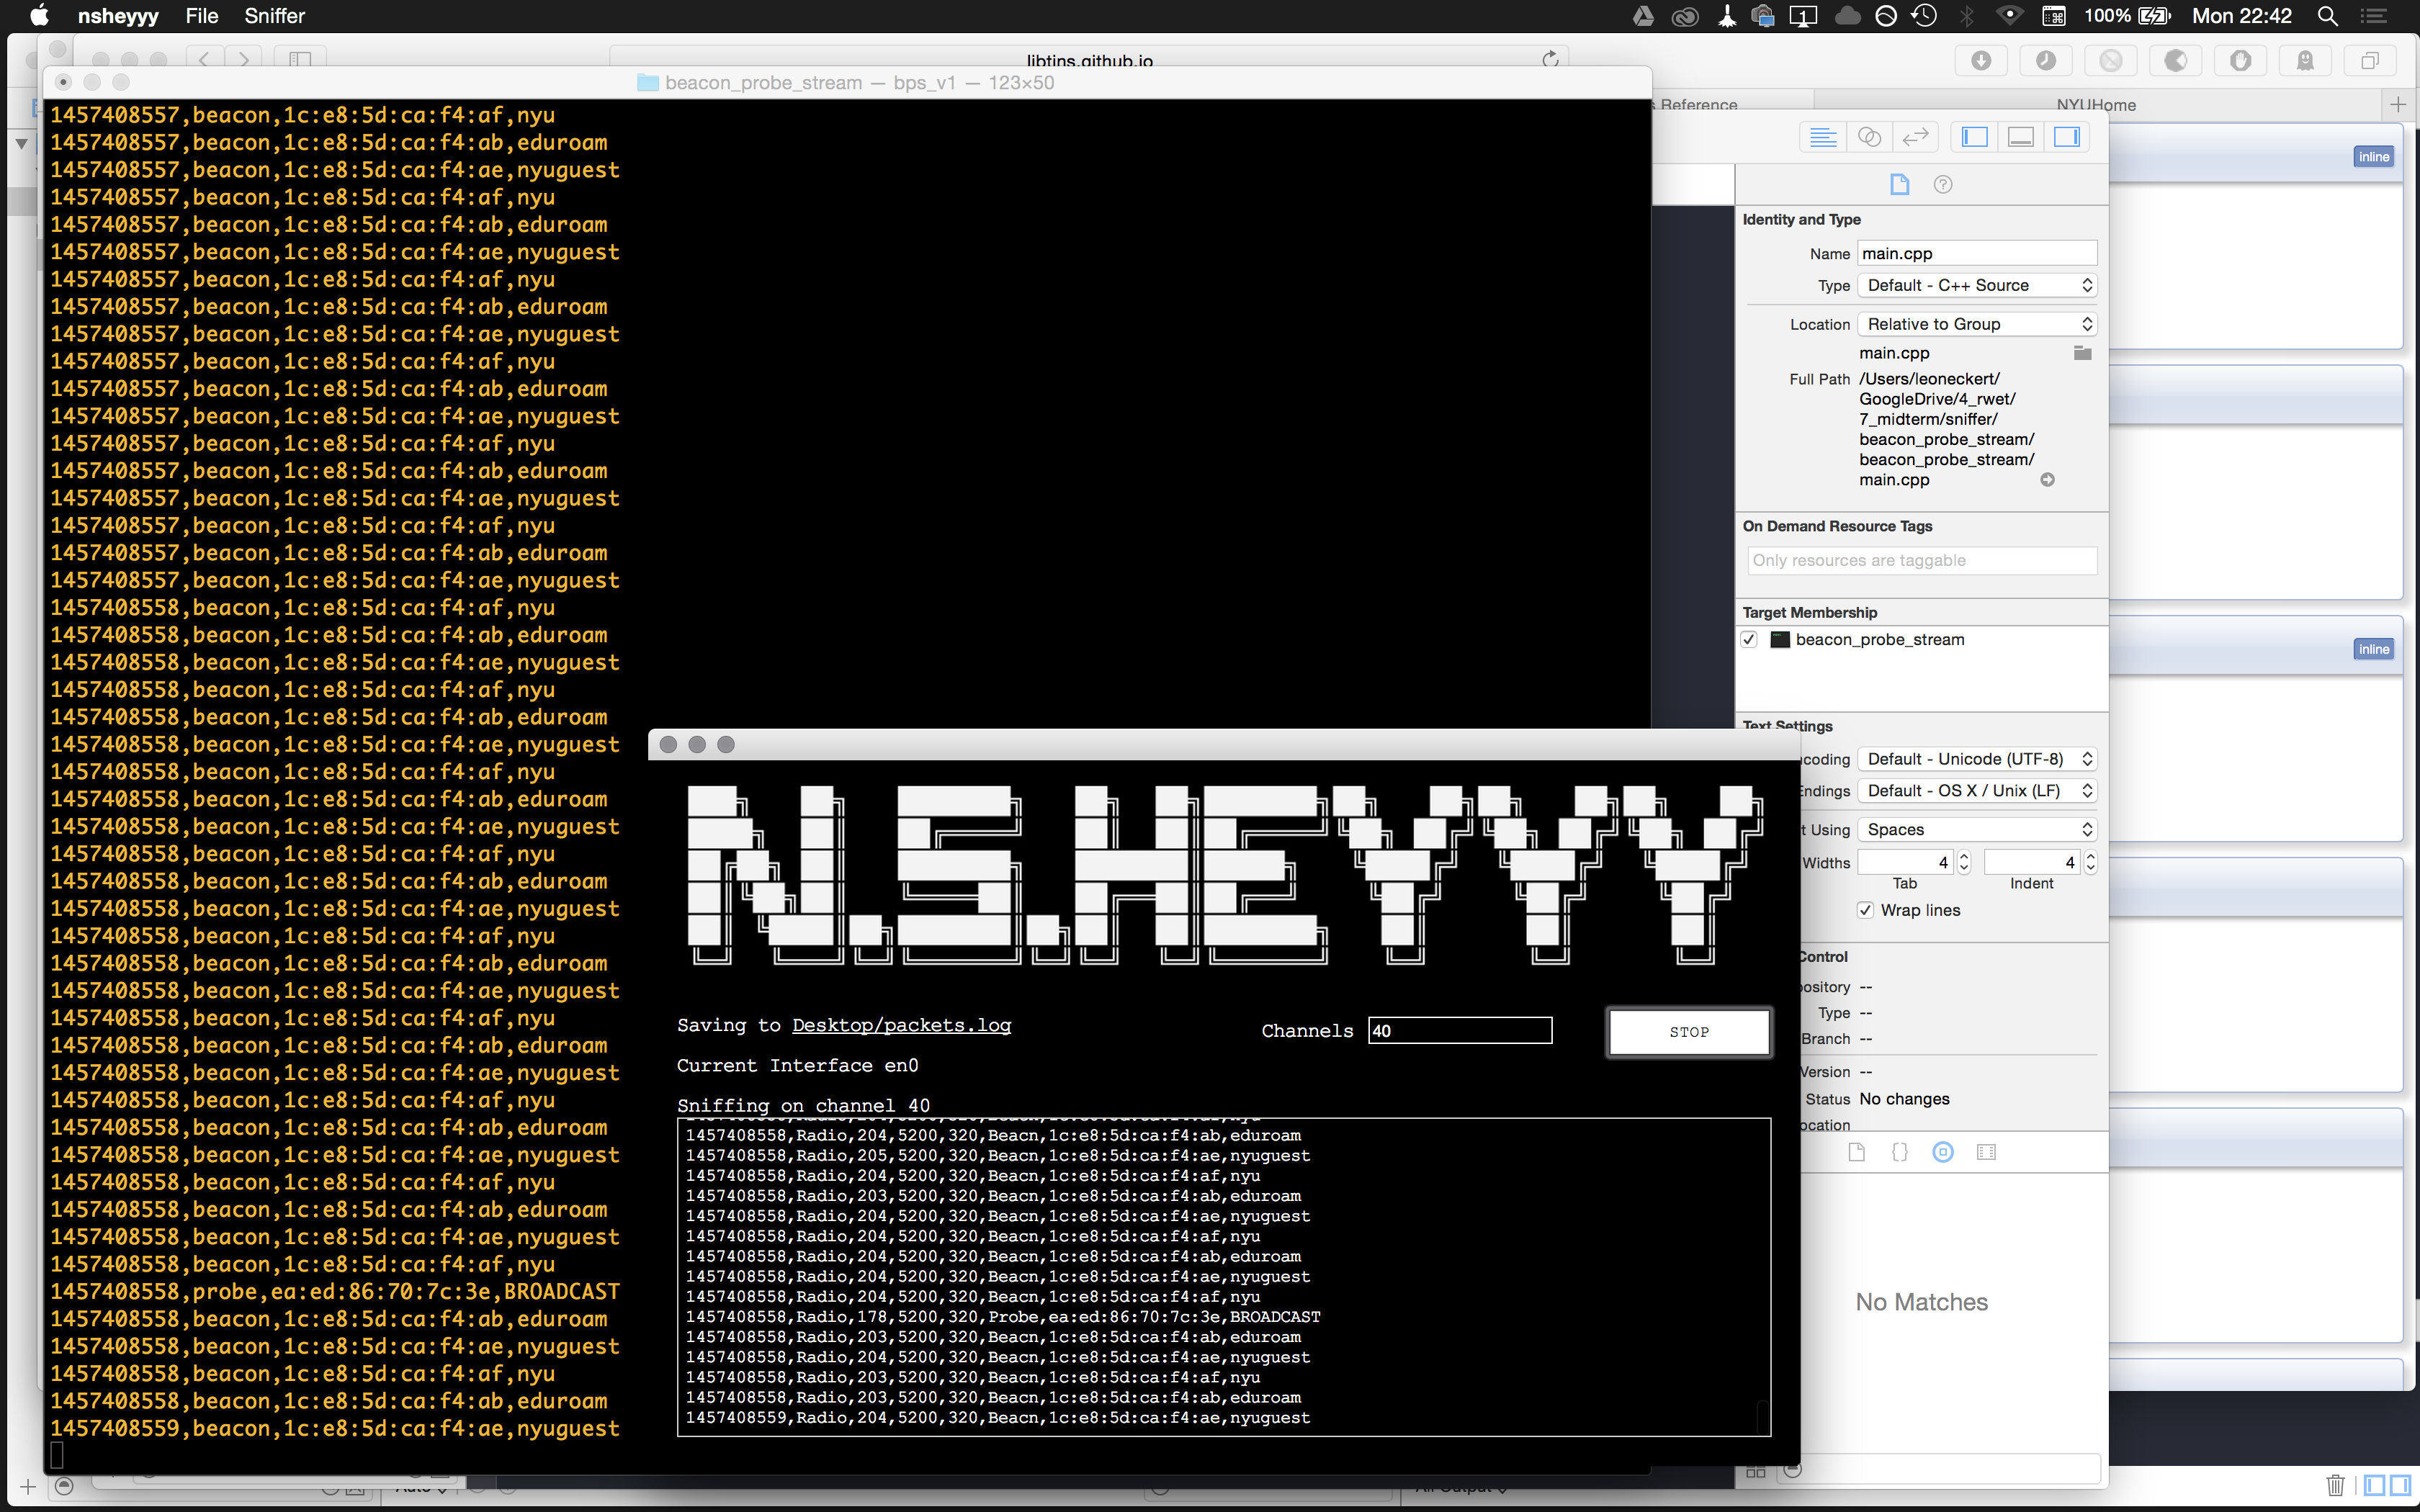 nsheyyy File Sniffer
1 100% Mon 22:42
libtins.github.io
beacon_probe_stream — bps_v1 — 123×50
s Reference
NYUHome
1457408557,beacon,1c:e8:5d:ca:f4:af,nyu
1457408557,beacon,1c:e8:5d:ca:f4:ab,eduroam
1457408557,beacon,1c:e8:5d:ca:f4:ae,nyuguest
1457408557,beacon,1c:e8:5d:ca:f4:af,nyu
1457408557,beacon,1c:e8:5d:ca:f4:ab,eduroam
1457408557,beacon,1c:e8:5d:ca:f4:ae,nyuguest
1457408557,beacon,1c:e8:5d:ca:f4:af,nyu
1457408557,beacon,1c:e8:5d:ca:f4:ab,eduroam
1457408557,beacon,1c:e8:5d:ca:f4:ae,nyuguest
1457408557,beacon,1c:e8:5d:ca:f4:af,nyu
1457408557,beacon,1c:e8:5d:ca:f4:ab,eduroam
1457408557,beacon,1c:e8:5d:ca:f4:ae,nyuguest
1457408557,beacon,1c:e8:5d:ca:f4:af,nyu
1457408557,beacon,1c:e8:5d:ca:f4:ab,eduroam
1457408557,beacon,1c:e8:5d:ca:f4:ae,nyuguest
1457408557,beacon,1c:e8:5d:ca:f4:af,nyu
1457408557,beacon,1c:e8:5d:ca:f4:ab,eduroam
1457408557,beacon,1c:e8:5d:ca:f4:ae,nyuguest
1457408558,beacon,1c:e8:5d:ca:f4:af,nyu
1457408558,beacon,1c:e8:5d:ca:f4:ab,eduroam
1457408558,beacon,1c:e8:5d:ca:f4:ae,nyuguest
1457408558,beacon,1c:e8:5d:ca:f4:af,nyu
1457408558,beacon,1c:e8:5d:ca:f4:ab,eduroam
1457408558,beacon,1c:e8:5d:ca:f4:ae,nyuguest
1457408558,beacon,1c:e8:5d:ca:f4:af,nyu
1457408558,beacon,1c:e8:5d:ca:f4:ab,eduroam
1457408558,beacon,1c:e8:5d:ca:f4:ae,nyuguest
1457408558,beacon,1c:e8:5d:ca:f4:af,nyu
1457408558,beacon,1c:e8:5d:ca:f4:ab,eduroam
1457408558,beacon,1c:e8:5d:ca:f4:ae,nyuguest
1457408558,beacon,1c:e8:5d:ca:f4:af,nyu
1457408558,beacon,1c:e8:5d:ca:f4:ab,eduroam
1457408558,beacon,1c:e8:5d:ca:f4:ae,nyuguest
1457408558,beacon,1c:e8:5d:ca:f4:af,nyu
1457408558,beacon,1c:e8:5d:ca:f4:ab,eduroam
1457408558,beacon,1c:e8:5d:ca:f4:ae,nyuguest
1457408558,beacon,1c:e8:5d:ca:f4:af,nyu
1457408558,beacon,1c:e8:5d:ca:f4:ab,eduroam
1457408558,beacon,1c:e8:5d:ca:f4:ae,nyuguest
1457408558,beacon,1c:e8:5d:ca:f4:af,nyu
1457408558,beacon,1c:e8:5d:ca:f4:ab,eduroam
1457408558,beacon,1c:e8:5d:ca:f4:ae,nyuguest
1457408558,beacon,1c:e8:5d:ca:f4:af,nyu
1457408558,probe,ea:ed:86:70:7c:3e,BROADCAST
1457408558,beacon,1c:e8:5d:ca:f4:ab,eduroam
1457408558,beacon,1c:e8:5d:ca:f4:ae,nyuguest
1457408558,beacon,1c:e8:5d:ca:f4:af,nyu
1457408558,beacon,1c:e8:5d:ca:f4:ab,eduroam
1457408559,beacon,1c:e8:5d:ca:f4:ae,nyuguest
N.S.HEYYY
Saving to Desktop/packets.log
Channels 40
STOP
Current Interface en0
Sniffing on channel 40
1457408558,Radio,204,5200,320,Beacn,1c:e8:5d:ca:f4:ab,eduroam
1457408558,Radio,205,5200,320,Beacn,1c:e8:5d:ca:f4:ae,nyuguest
1457408558,Radio,204,5200,320,Beacn,1c:e8:5d:ca:f4:af,nyu
1457408558,Radio,203,5200,320,Beacn,1c:e8:5d:ca:f4:ab,eduroam
1457408558,Radio,204,5200,320,Beacn,1c:e8:5d:ca:f4:ae,nyuguest
1457408558,Radio,204,5200,320,Beacn,1c:e8:5d:ca:f4:af,nyu
1457408558,Radio,204,5200,320,Beacn,1c:e8:5d:ca:f4:ab,eduroam
1457408558,Radio,204,5200,320,Beacn,1c:e8:5d:ca:f4:ae,nyuguest
1457408558,Radio,204,5200,320,Beacn,1c:e8:5d:ca:f4:af,nyu
1457408558,Radio,178,5200,320,Probe,ea:ed:86:70:7c:3e,BROADCAST
1457408558,Radio,203,5200,320,Beacn,1c:e8:5d:ca:f4:ab,eduroam
1457408558,Radio,204,5200,320,Beacn,1c:e8:5d:ca:f4:ae,nyuguest
1457408558,Radio,203,5200,320,Beacn,1c:e8:5d:ca:f4:af,nyu
1457408558,Radio,203,5200,320,Beacn,1c:e8:5d:ca:f4:ab,eduroam
1457408559,Radio,204,5200,320,Beacn,1c:e8:5d:ca:f4:ae,nyuguest
Identity and Type
Name main.cpp
Type Default - C++ Source
Location Relative to Group
main.cpp
Full Path /Users/leoneckert/
GoogleDrive/4_rwet/
7_midterm/sniffer/
beacon_probe_stream/
beacon_probe_stream/
main.cpp
On Demand Resource Tags
Only resources are taggable
Target Membership
beacon_probe_stream
Text Settings
coding Default - Unicode (UTF-8)
Endings Default - OS X / Unix (LF)
t Using Spaces
Widths 4 4
Tab Indent
Wrap lines
Control
ository --
Type --
Branch --
Version --
Status No changes
ocation
No Matches
inline
inline